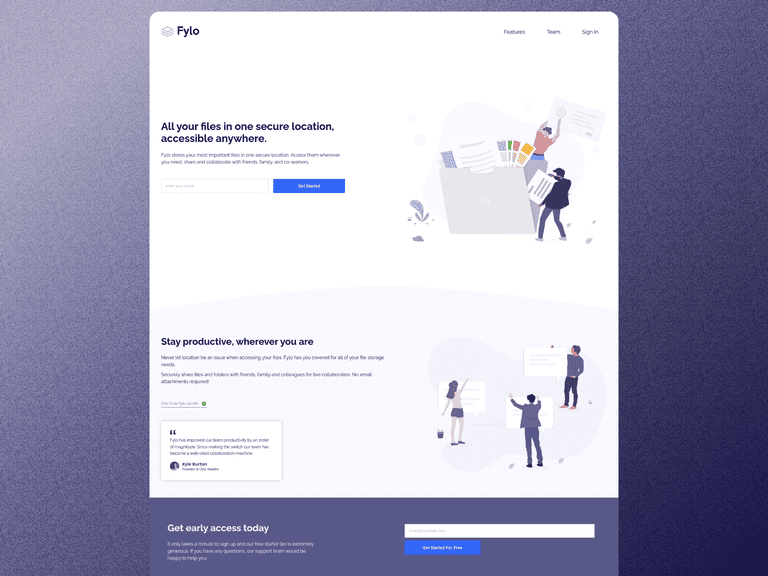 Fylo
Features Team Sign In
All your files in one secure location,
accessible anywhere.
Fylo stores your most important files in one secure location. Access them wherever
you need, share and collaborate with friends, family, and co-workers.
enter your email
Get Started
Stay productive, wherever you are
Never let location be an issue when accessing your files. Fylo has you covered for all of your file storage
needs.
Securely share files and folders with friends, family and colleagues for live collaboration. No email
attachments required!
See how Fylo works
“
Fylo has improved our team productivity by an order
of magnitude. Since making the switch our team has
become a well-oiled collaboration machine.
Kyle Burton
Founder & CEO, Huddle
Get early access today
It only takes a minute to sign up and our free starter tier is extremely
generous. If you have any questions, our support team would be
happy to help you.
email@example.com
Get Started For Free